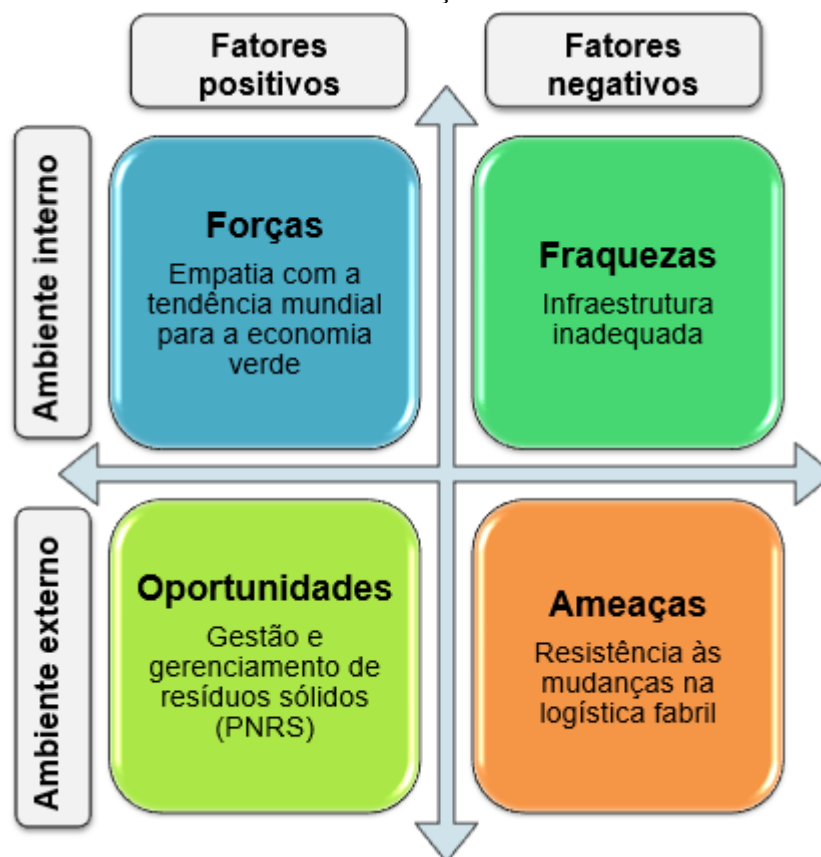 Fatores
positivos
Fatores
negativos
Ambiente interno
Forças
Empatia com a
tendência mundial
para a economia
verde
Fraquezas
Infraestrutura
inadequada
Ambiente externo
Oportunidades
Gestão e
gerenciamento de
resíduos sólidos
(PNRS)
Ameaças
Resistência às
mudanças na
logística fabril